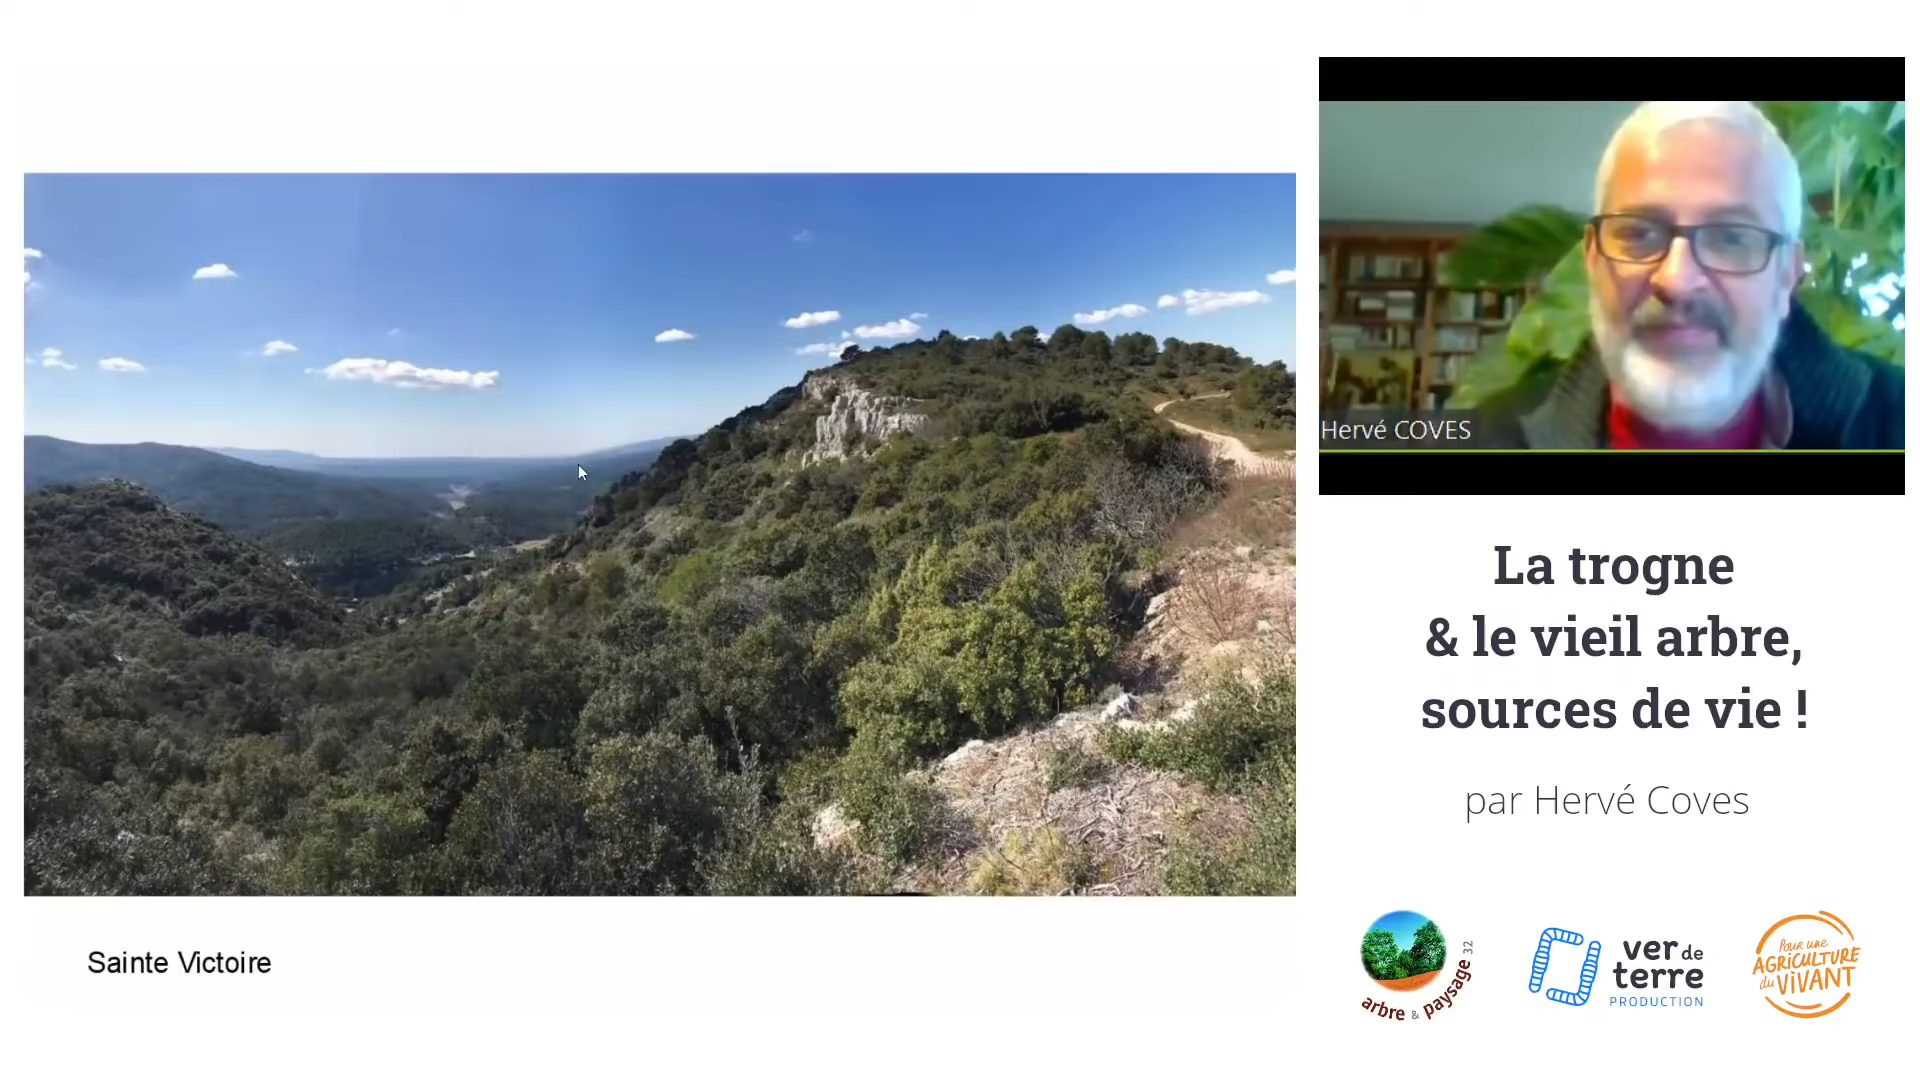 Hervé COVES
La trogne
& le vieil arbre,
sources de vie !
par Hervé Coves
Sainte Victoire
arbre & paysage 32
ver de
terre
PRODUCTION
Pour une
AGRICULTURE
du VIVANT